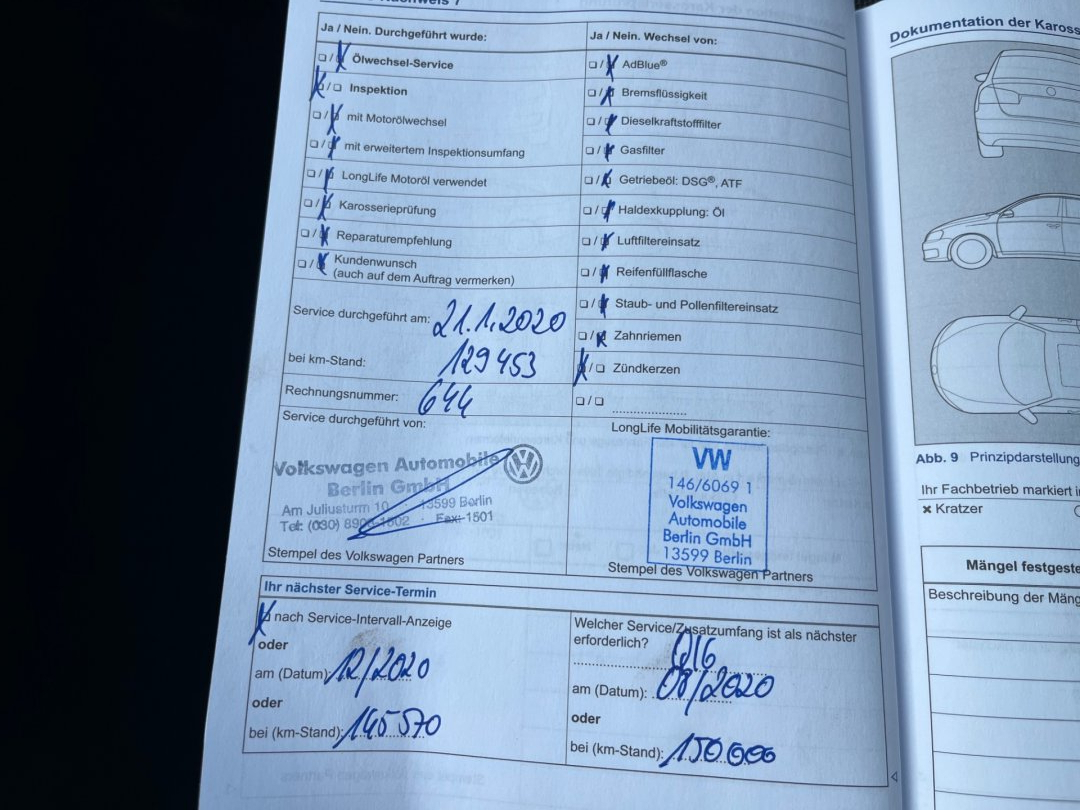 Ja / Nein. Durchgeführt wurde:
Ölwechsel-Service
Inspektion
mit Motorölwechsel
mit erweitertem Inspektionsumfang
LongLife Motoröl verwendet
Karosserieprüfung
Reparaturempfehlung
Kundenwunsch
(auch auf dem Auftrag vermerken)
Service durchgeführt am: 21.1.2020
bei km-Stand: 129453
Rechnungsnummer: 644
Service durchgeführt von:
Volkswagen Automobile
Berlin GmbH
Am Juliusturm 10 13599 Berlin
Tel: (030) Fax: 1501
Stempel des Volkswagen Partners
Ja / Nein. Wechsel von:
AdBlue®
Bremsflüssigkeit
Dieselkraftstofffilter
Gasfilter
Getriebeöl: DSG®, ATF
Haldexkupplung: Öl
Luftfiltereinsatz
Reifenfüllflasche
Staub- und Pollenfiltereinsatz
Zahnriemen
Zündkerzen
LongLife Mobilitätsgarantie:
VW
146/6069 1
Volkswagen
Automobile
Berlin GmbH
13599 Berlin
Stempel des Volkswagen Partners
Ihr nächster Service-Termin
nach Service-Intervall-Anzeige
oder
am (Datum) 12/2020
oder
bei (km-Stand): 145570
Welcher Service/Zusatzumfang ist als nächster
erforderlich?
QI6
am (Datum): 08/2020
oder
bei (km-Stand): 150000
Dokumentation der Kaross
Abb. 9 Prinzipdarstellung
Ihr Fachbetrieb markiert i
× Kratzer
Mängel festgeste
Beschreibung der Mäng